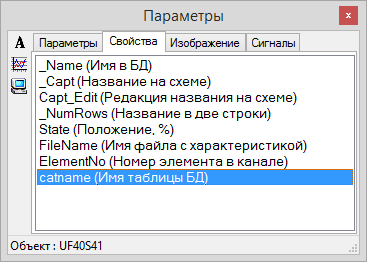 Параметры
x
A
Параметры Свойства Изображение Сигналы
_Name (Имя в БД)
_Capt (Название на схеме)
Capt_Edit (Редакция названия на схеме)
_NumRows (Название в две строки)
State (Положение, %)
FileName (Имя файла с характеристикой)
ElementNo (Номер элемента в канале)
catname (Имя таблицы БД)
Объект : UF40S41